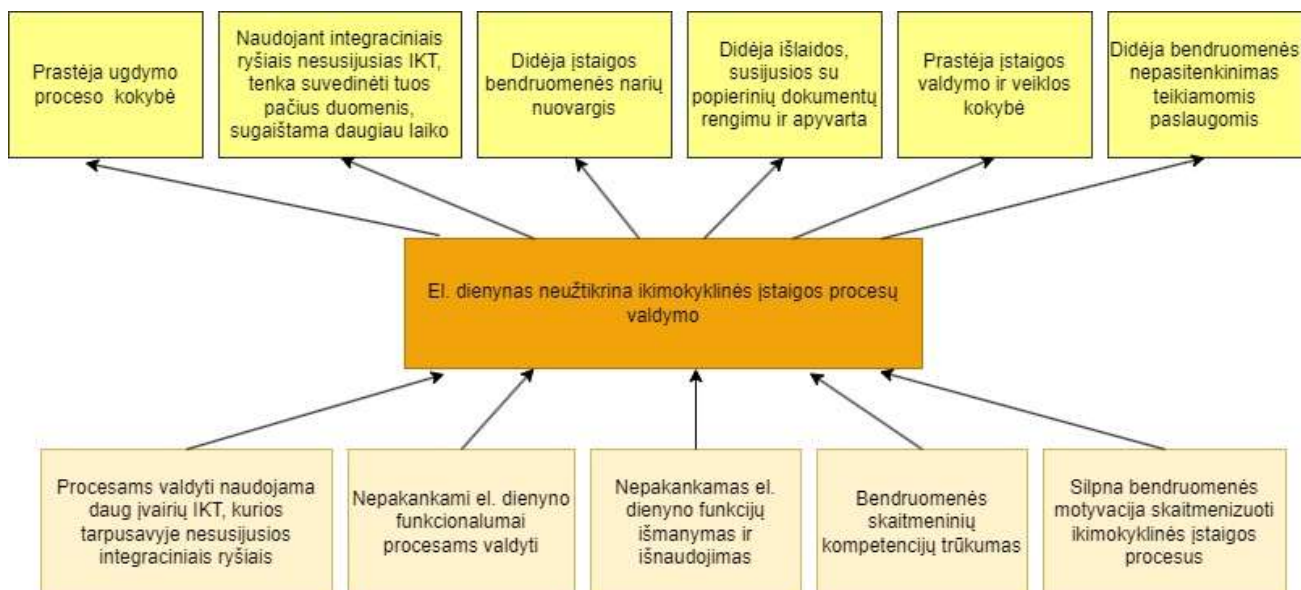 Prastėja ugdymo
proceso kokybė
Naudojant integraciniais
ryšiais nesusijusias IKT,
tenka suvedinėti tuos
pačius duomenis,
sugaištama daugiau laiko
Didėja įstaigos
bendruomenės narių
nuovargis
Didėja išlaidos,
susijusios su
popierinių dokumentų
rengimu ir apyvarta
Prastėja įstaigos
valdymo ir veiklos
kokybė
Didėja bendruomenės
nepasitenkinimas
teikiamomis
paslaugomis
El. dienynas neužtikrina ikimokyklinės įstaigos procesų
valdymo
Procesams valdyti naudojama
daug įvairių IKT, kurios
tarpusavyje nesusijusios
integraciniais ryšiais
Nepakankami el. dienyno
funkcionalumai
procesams valdyti
Nepakankamas el.
dienyno funkcijų
išmanymas ir
išnaudojimas
Bendruomenės
skaitmeninių
kompetencijų trūkumas
Silpna bendruomenės
motyvacija skaitmenizuoti
ikimokyklinės įstaigos
procesus